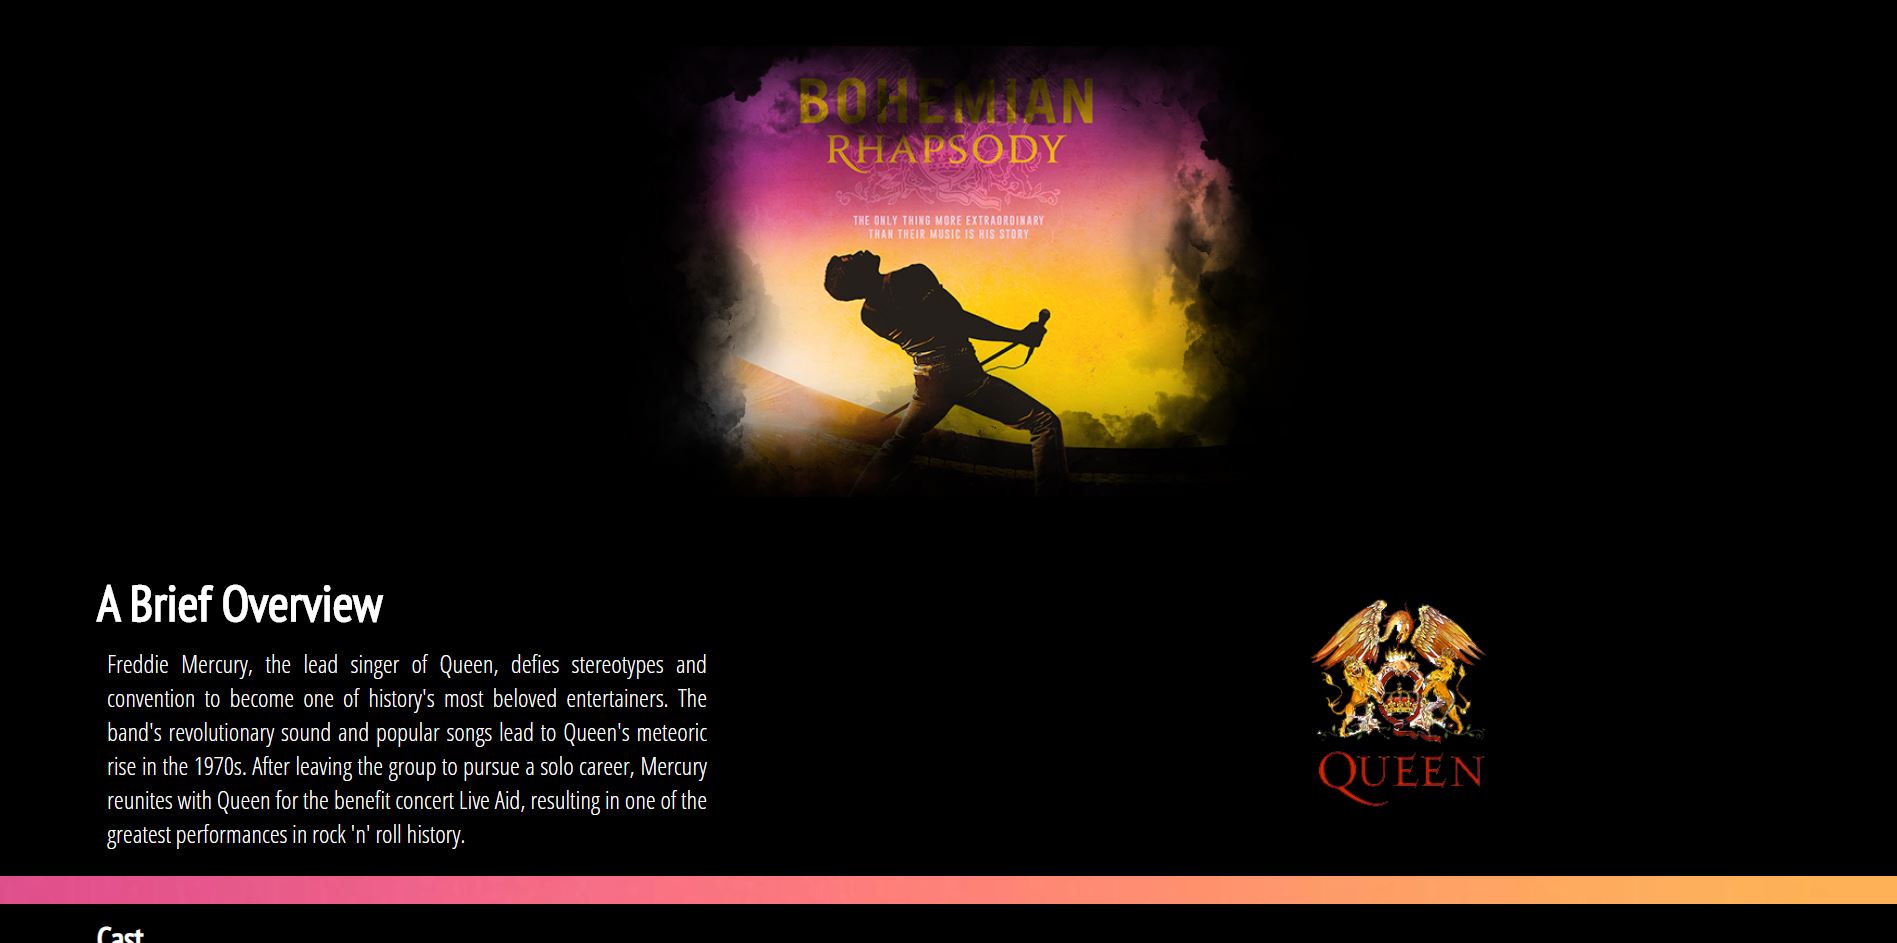 BOHEMIAN
RHAPSODY
THE ONLY THING MORE EXTRAORDINARY
THAN THEIR MUSIC IS HIS STORY
A Brief Overview
Freddie Mercury, the lead singer of Queen, defies stereotypes and
convention to become one of history's most beloved entertainers. The
band's revolutionary sound and popular songs lead to Queen's meteoric
rise in the 1970s. After leaving the group to pursue a solo career, Mercury
reunites with Queen for the benefit concert Live Aid, resulting in one of the
greatest performances in rock 'n' roll history.
QUEEN
Cast